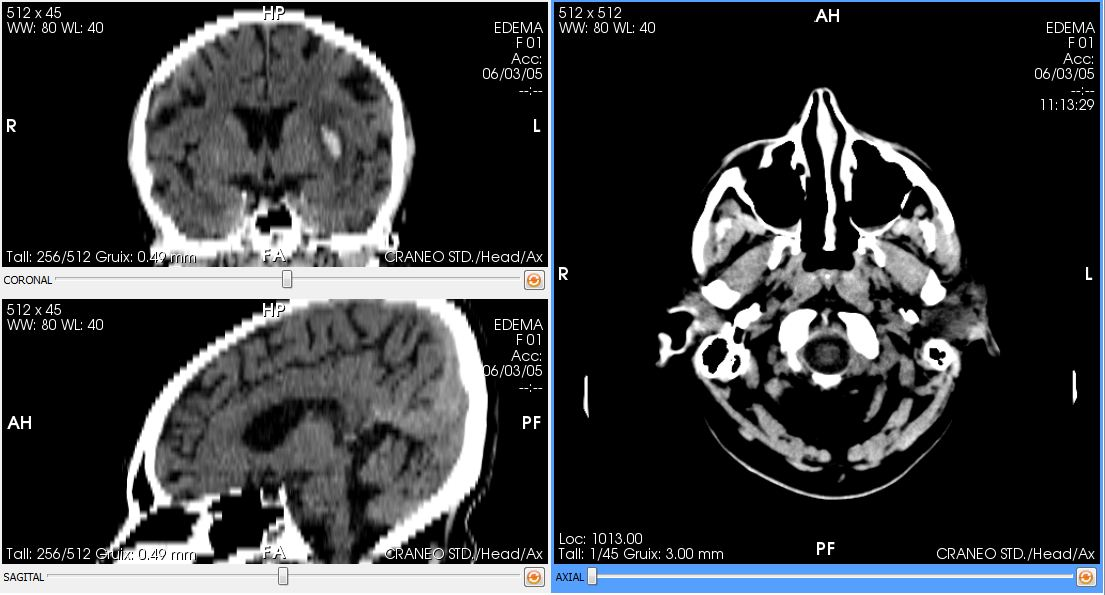 512 x 45
WW: 80 WL: 40
HP
EDEMA
F 01
Acc:
06/03/05
--:--
R
L
Tall: 256/512 Gruix: 0.49 mm
FA
CRANEO STD./Head/Ax
CORONAL
512 x 45
WW: 80 WL: 40
HP
EDEMA
F 01
Acc:
06/03/05
--:--
AH
PF
Tall: 256/512 Gruix: 0.49 mm
FA
CRANEO STD./Head/Ax
SAGITAL
512 x 512
WW: 80 WL: 40
AH
EDEMA
F 01
Acc:
06/03/05
--:--
11:13:29
R
L
Loc: 1013.00
Tall: 1/45 Gruix: 3.00 mm
PF
CRANEO STD./Head/Ax
AXIAL